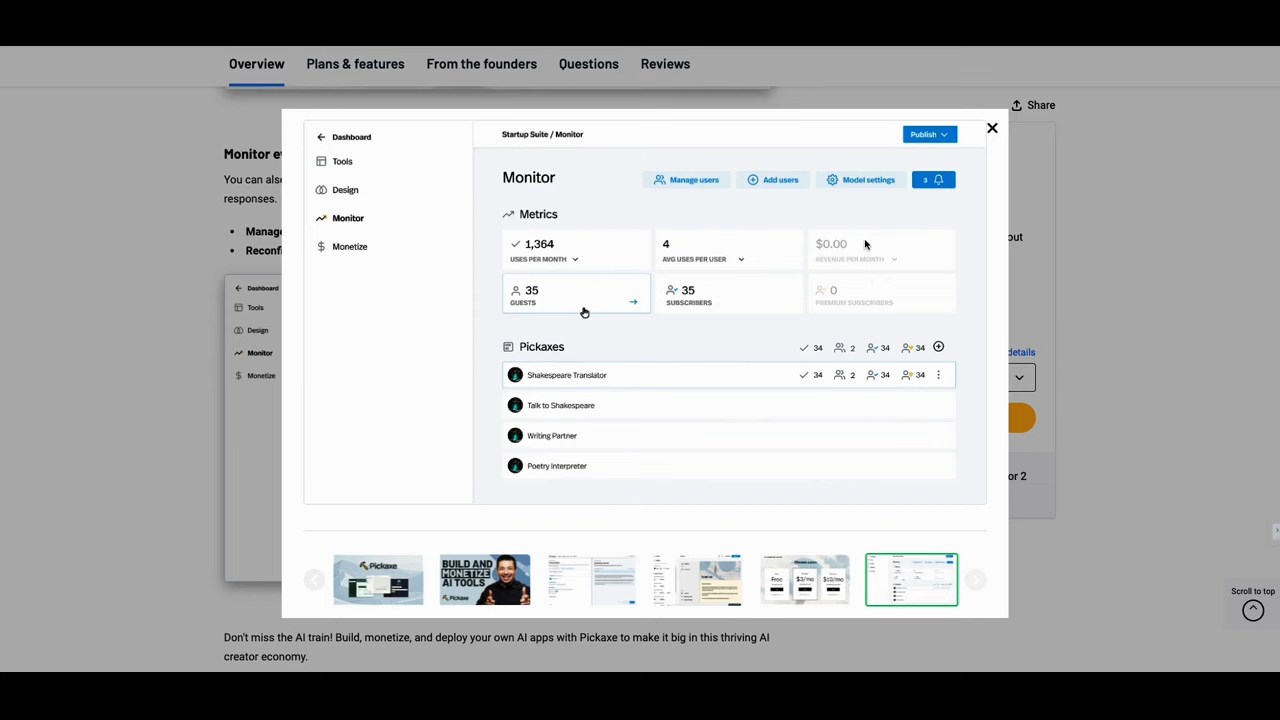 Overview Plans & features From the founders Questions Reviews
Share
Monitor e
You can als
responses.
Manag
Reconfi
Dashboard
Tools
Design
Monitor
Monetize
Dashboard
Tools
Design
Monitor
Monetize
Startup Suite / Monitor
Publish
Monitor
Manage users
Add users
Model settings
3
Metrics
1,364
USES PER MONTH
4
AVG USES PER USER
$0.00
REVENUE PER MONTH
35
GUESTS
35
SUBSCRIBERS
0
PREMIUM SUBSCRIBERS
Pickaxes 34 2 34 34
Shakespeare Translator 34 2 34 34
Talk to Shakespeare
Writing Partner
Poetry interpreter
out
details
or 2
Pickaxe
BUILD AND
MONETIZE
AI TOOLS
Pickaxe
Free
$3/mo
Scroll to top
Don't miss the AI train! Build, monetize, and deploy your own AI apps with Pickaxe to make it big in this thriving AI
creator economy.